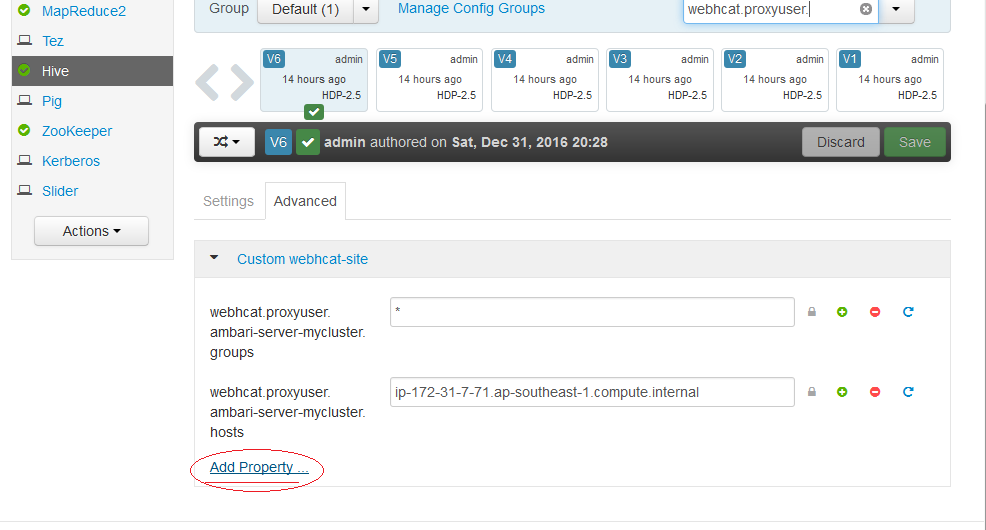 MapReduce2
Tez
Hive
Pig
ZooKeeper
Kerberos
Slider
Actions
Group Default (1) Manage Config Groups webhcat.proxyuser.
V6 admin
14 hours ago
HDP-2.5
V5 admin
14 hours ago
HDP-2.5
V4 admin
14 hours ago
HDP-2.5
V3 admin
14 hours ago
HDP-2.5
V2 admin
14 hours ago
HDP-2.5
V1 admin
14 hours ago
HDP-2.5
V6 admin authored on Sat, Dec 31, 2016 20:28 Discard Save
Settings Advanced
Custom webhcat-site
webhcat.proxyuser.
ambari-server-mycluster.
groups
*
webhcat.proxyuser.
ambari-server-mycluster.
hosts
ip-172-31-7-71.ap-southeast-1.compute.internal
Add Property ...